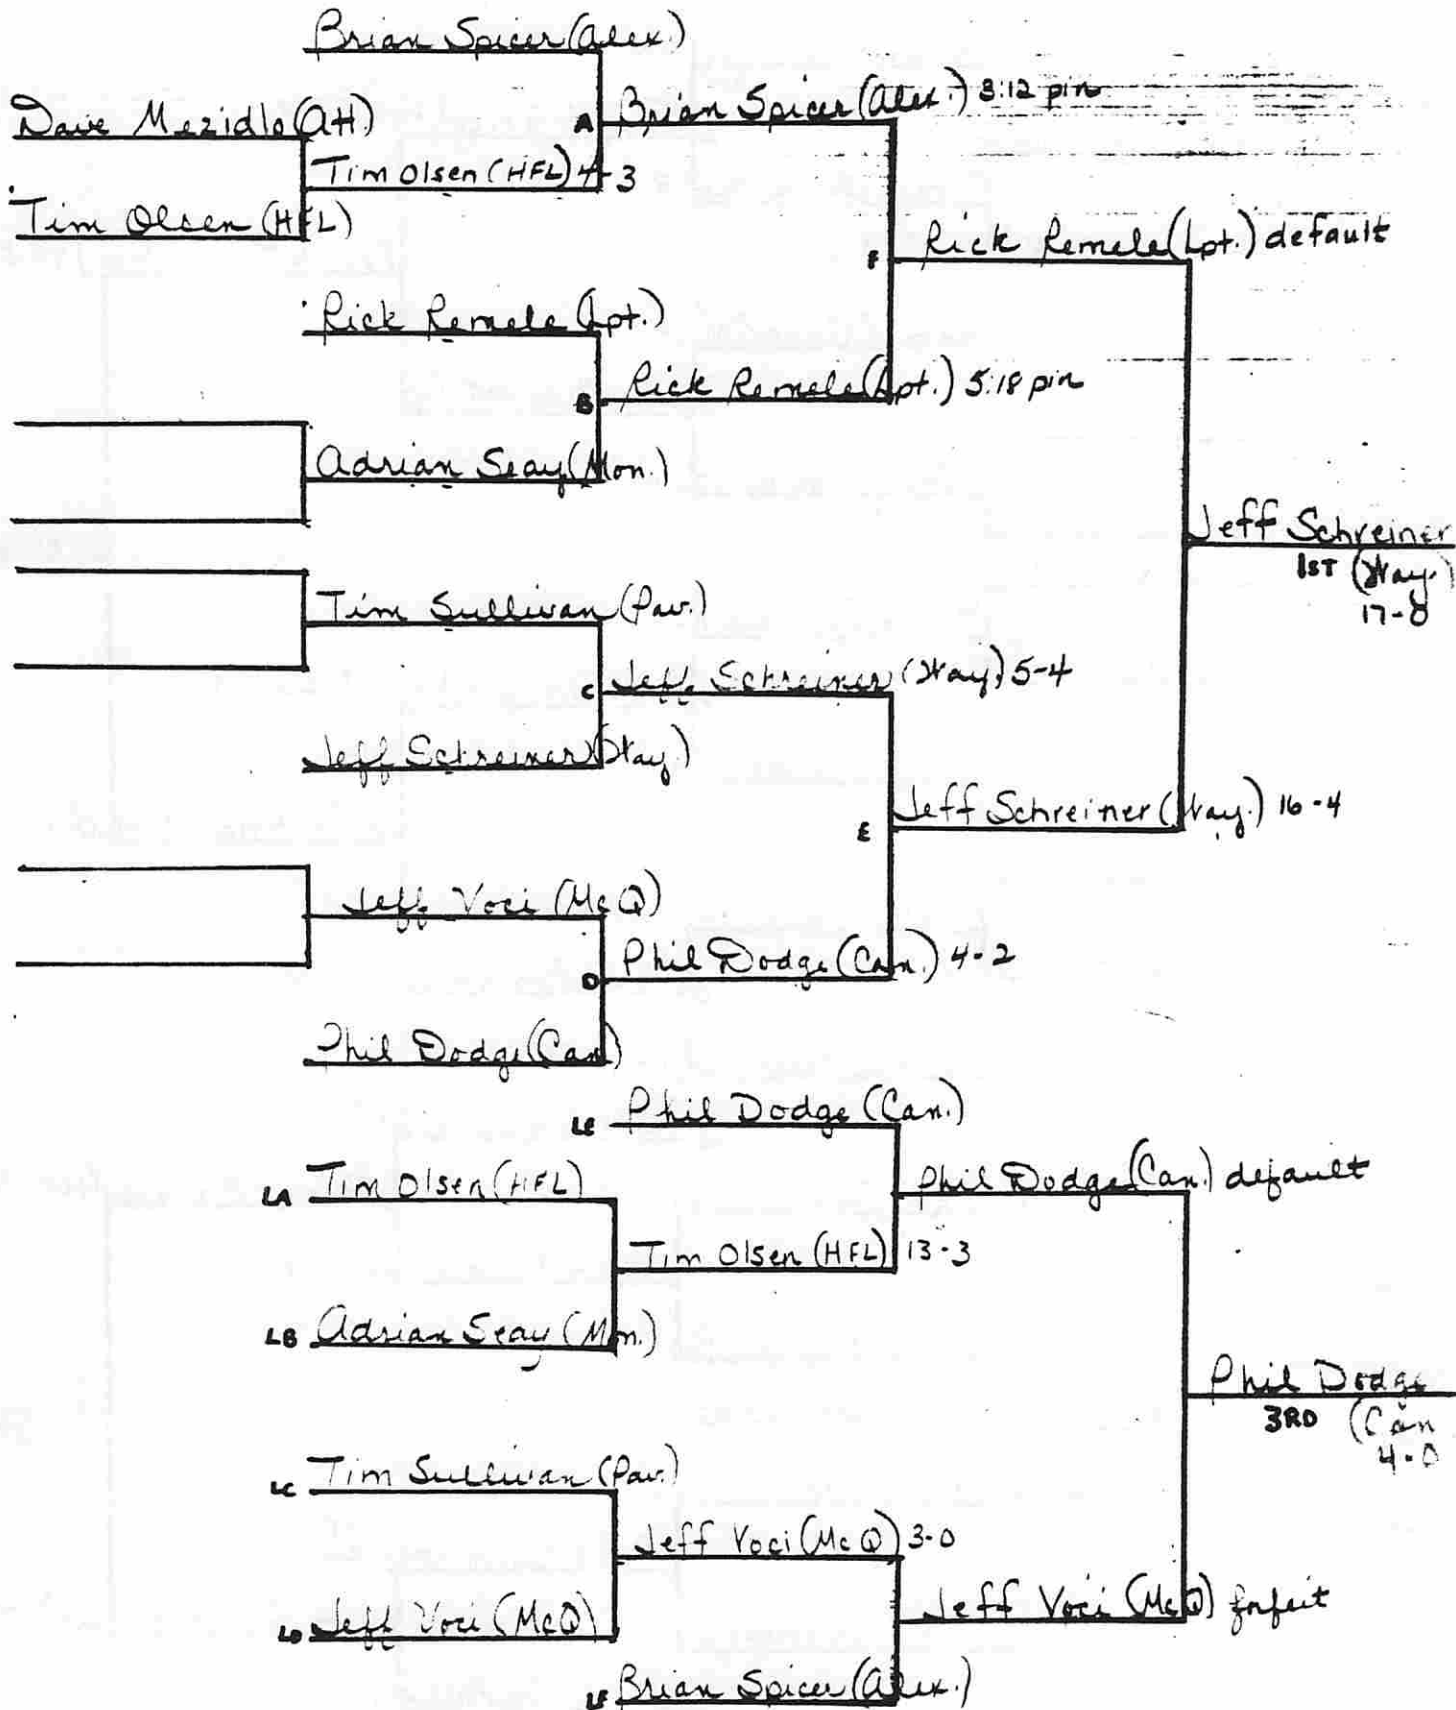 Brian Spicer (Alex.)
Brian Spicer (Alex.) 3:12 pin
Dave Mezidlo (AH.)
A
Tim Olsen (HFL) 4-3
Tim Olsen (HFL)
Rick Remele (Lpt.) default
F
Rick Remele (Lpt.)
Rick Remele (Lpt.) 5:18 pin
B
Adrian Seay (Mon.)
Jeff Schreiner
1ST (Way.)
17-0
Tim Sullivan (Pav.)
C Jeff Schreiner (Way.) 5-4
Jeff Schreiner (Way.)
Jeff Schreiner (Way.) 16-4
E
Jeff Voci (McQ)
Phil Dodge (Can.) 4-2
D
Phil Dodge (Can)
LE Phil Dodge (Can.)
Phil Dodge (Can.) default
LA Tim Olsen (HFL)
Tim Olsen (HFL) 13-3
LB Adrian Seay (Mon.)
Phil Dodge
3RD (Can
4-0
LC Tim Sullivan (Pav.)
Jeff Voci (McQ) 3-0
LD Jeff Voci (McQ)
Jeff Voci (McQ) forfeit
LF Brian Spicer (Alex.)